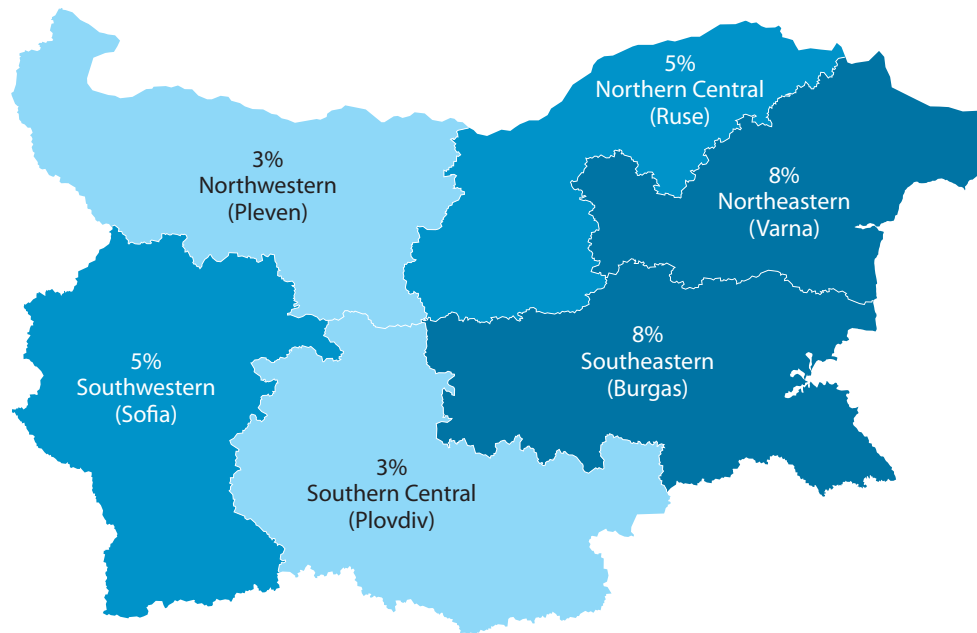 5%
Northern Central
(Ruse)
3%
Northwestern
(Pleven)
8%
Northeastern
(Varna)
5%
Southwestern
(Sofia)
8%
Southeastern
(Burgas)
3%
Southern Central
(Plovdiv)